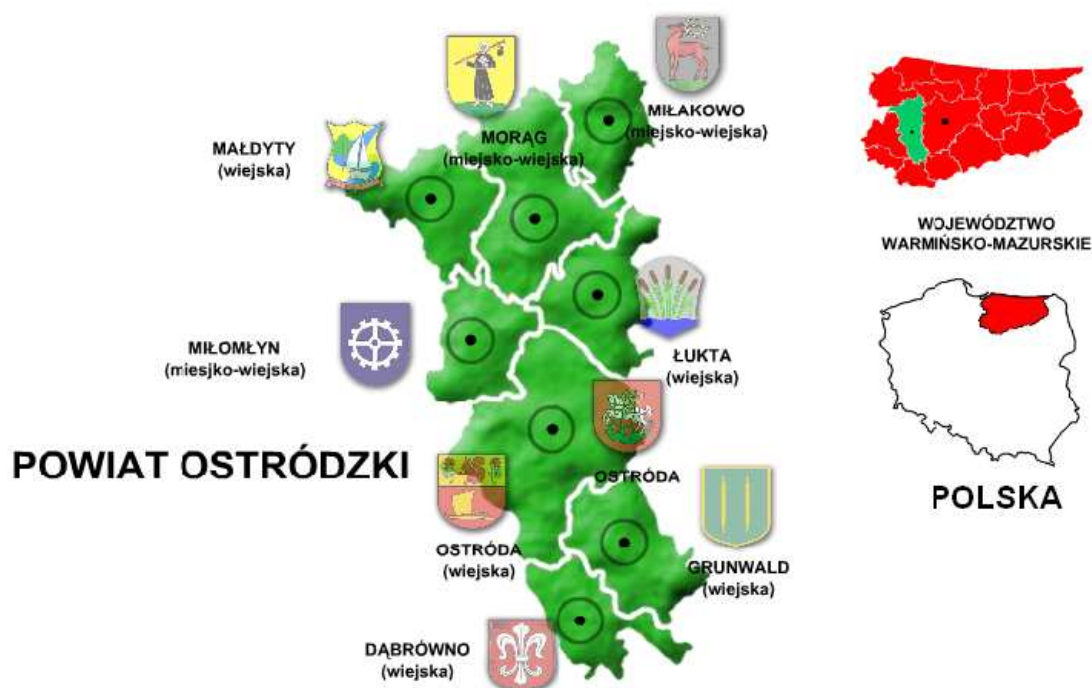 MIŁAKOWO
(miejsko-wiejska)
MORĄG
(miejsko-wiejska)
MAŁDYTY
(wiejska)
WOJEWÓDZTWO
WARMIŃSKO-MAZURSKIE
MIŁOMŁYN
(miesjko-wiejska)
ŁUKTA
(wiejska)
POWIAT OSTRÓDZKI
OSTRÓDA
POLSKA
OSTRÓDA
(wiejska)
GRUNWALD
(wiejska)
DĄBRÓWNO
(wiejska)